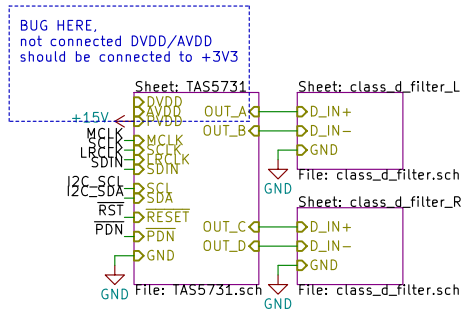 BUG HERE,
not connected DVDD/AVDD
should be connected to +3V3
Sheet: TAS5731
DVDD
AVDD
PVDD
+15V
MCLK
SCLK
LRCLK
SDIN
I2C_SCL
I2C_SDA
RST
PDN
MCLK
SCLK
LRCLK
SDIN
SCL
SDA
RESET
PDN
GND
OUT_A
OUT_B
OUT_C
OUT_D
GND
File: TAS5731.sch
Sheet: class_d_filter_L
D_IN+
D_IN-
GND
GND
File: class_d_filter.sch
Sheet: class_d_filter_R
D_IN+
D_IN-
GND
GND
File: class_d_filter.sch